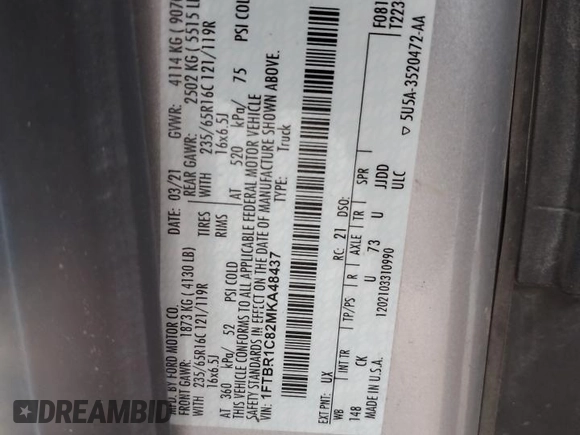 MFD. BY FORD MOTOR CO.
DATE: 03/21 GVWR: 4114 KG ( 9070
FRONT GAWR: 1873 KG ( 4130 LB)
REAR GAWR: 2502 KG ( 5515 L
WITH 235/65R16C 121/119R TIRES
WITH 235/65R16C 121/119R
16x6.5J RIMS
16x6.5J
AT 360 kPa/ 52 PSI COLD
AT 520 kPa/ 75 PSI COL
THIS VEHICLE CONFORMS TO ALL APPLICABLE FEDERAL MOTOR VEHICLE
SAFETY STANDARDS IN EFFECT ON THE DATE OF MANUFACTURE SHOWN ABOVE.
VIN: 1FTBR1C82MKA48437
TYPE: Truck
F081
T223
EXT PNT: UX RC: 21 DSO:
WB INT TR TP/PS R AXLE TR SPR
148 CK U 73 U JJDD
ULC
MADE IN U.S.A. 1202103310990
▽ 5U5A-3520472-AA
DREAMBID